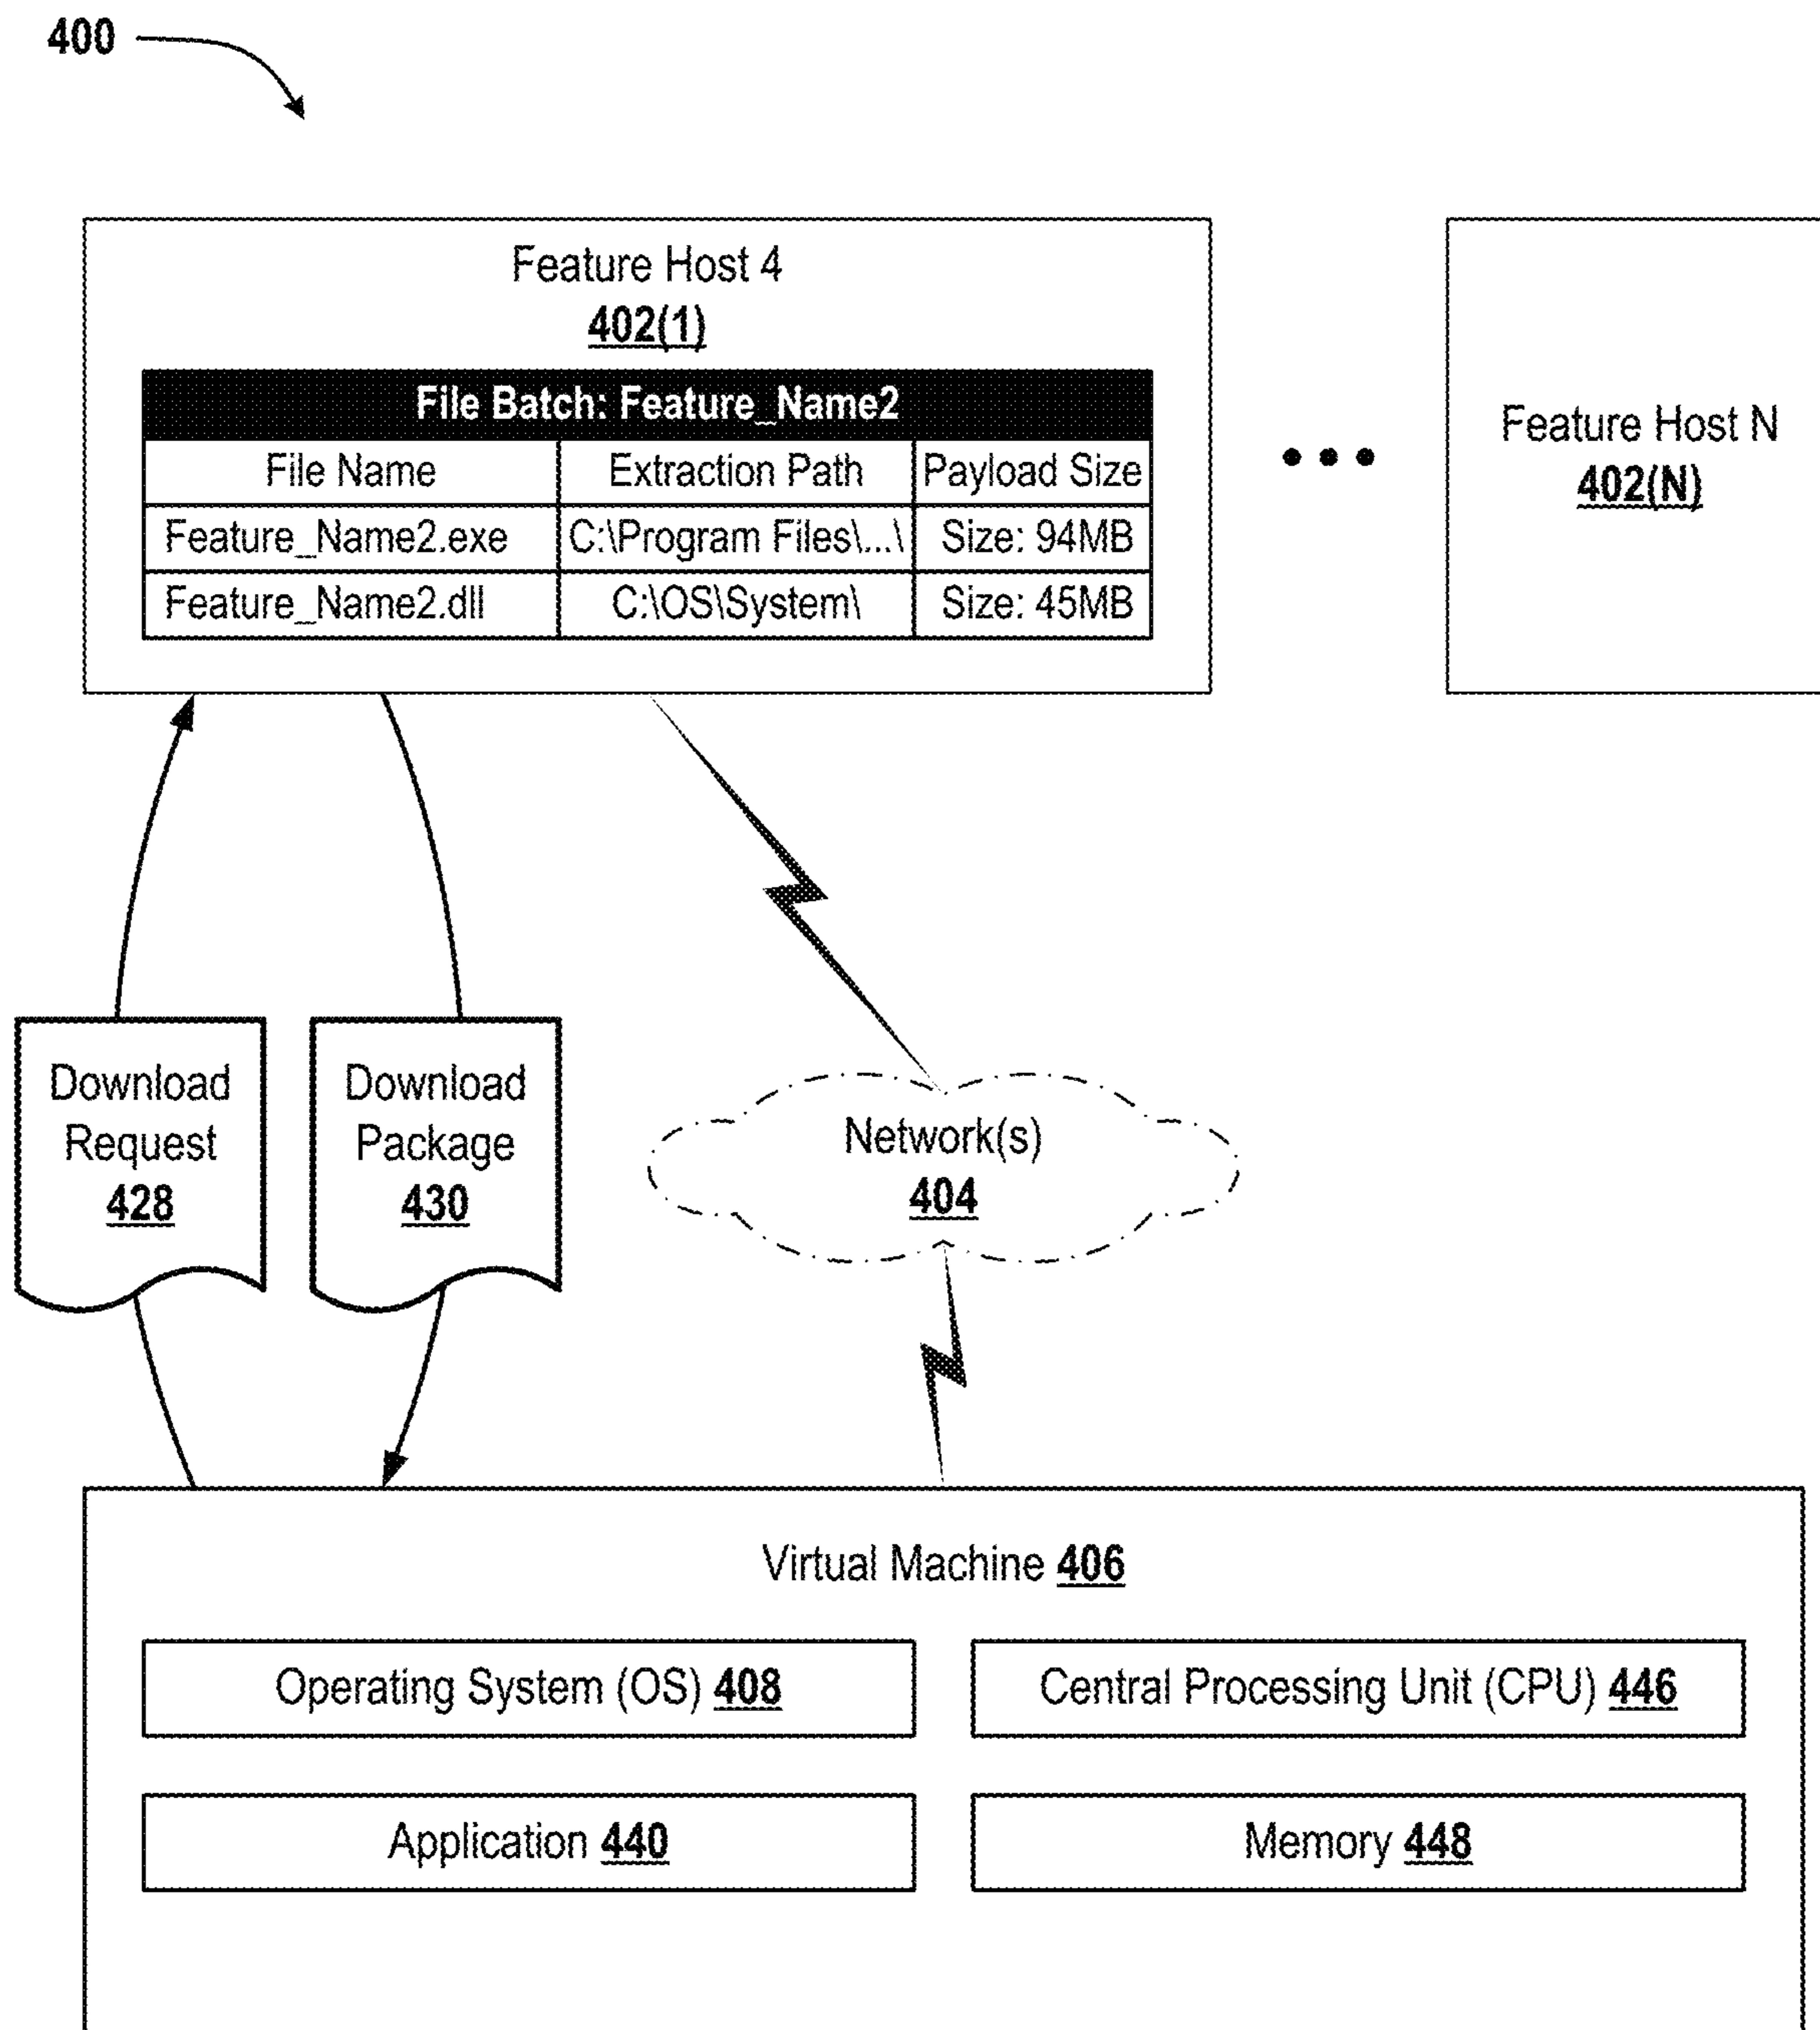 400
Feature Host 4
402(1)
File Batch: Feature_Name2
File Name Extraction Path Payload Size
Feature_Name2.exe C:\Program Files\...\ Size: 94MB
Feature_Name2.dll C:\OS\System\ Size: 45MB
Feature Host N
402(N)
Download
Request
428
Download
Package
430
Network(s)
404
Virtual Machine 406
Operating System (OS) 408
Central Processing Unit (CPU) 446
Application 440
Memory 448